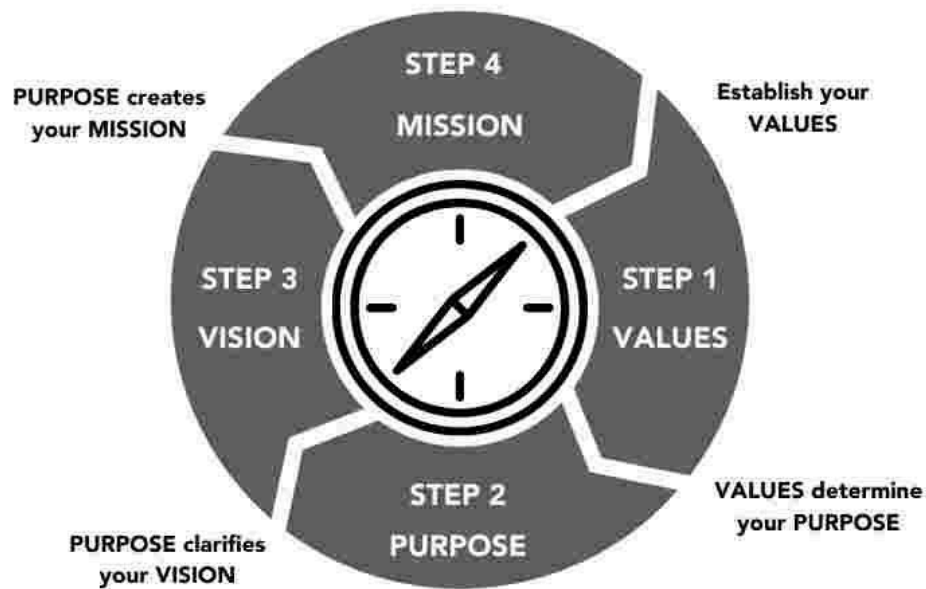 STEP 4
MISSION
PURPOSE creates
your MISSION
Establish your
VALUES
STEP 3
VISION
STEP 1
VALUES
STEP 2
PURPOSE
VALUES determine
your PURPOSE
PURPOSE clarifies
your VISION